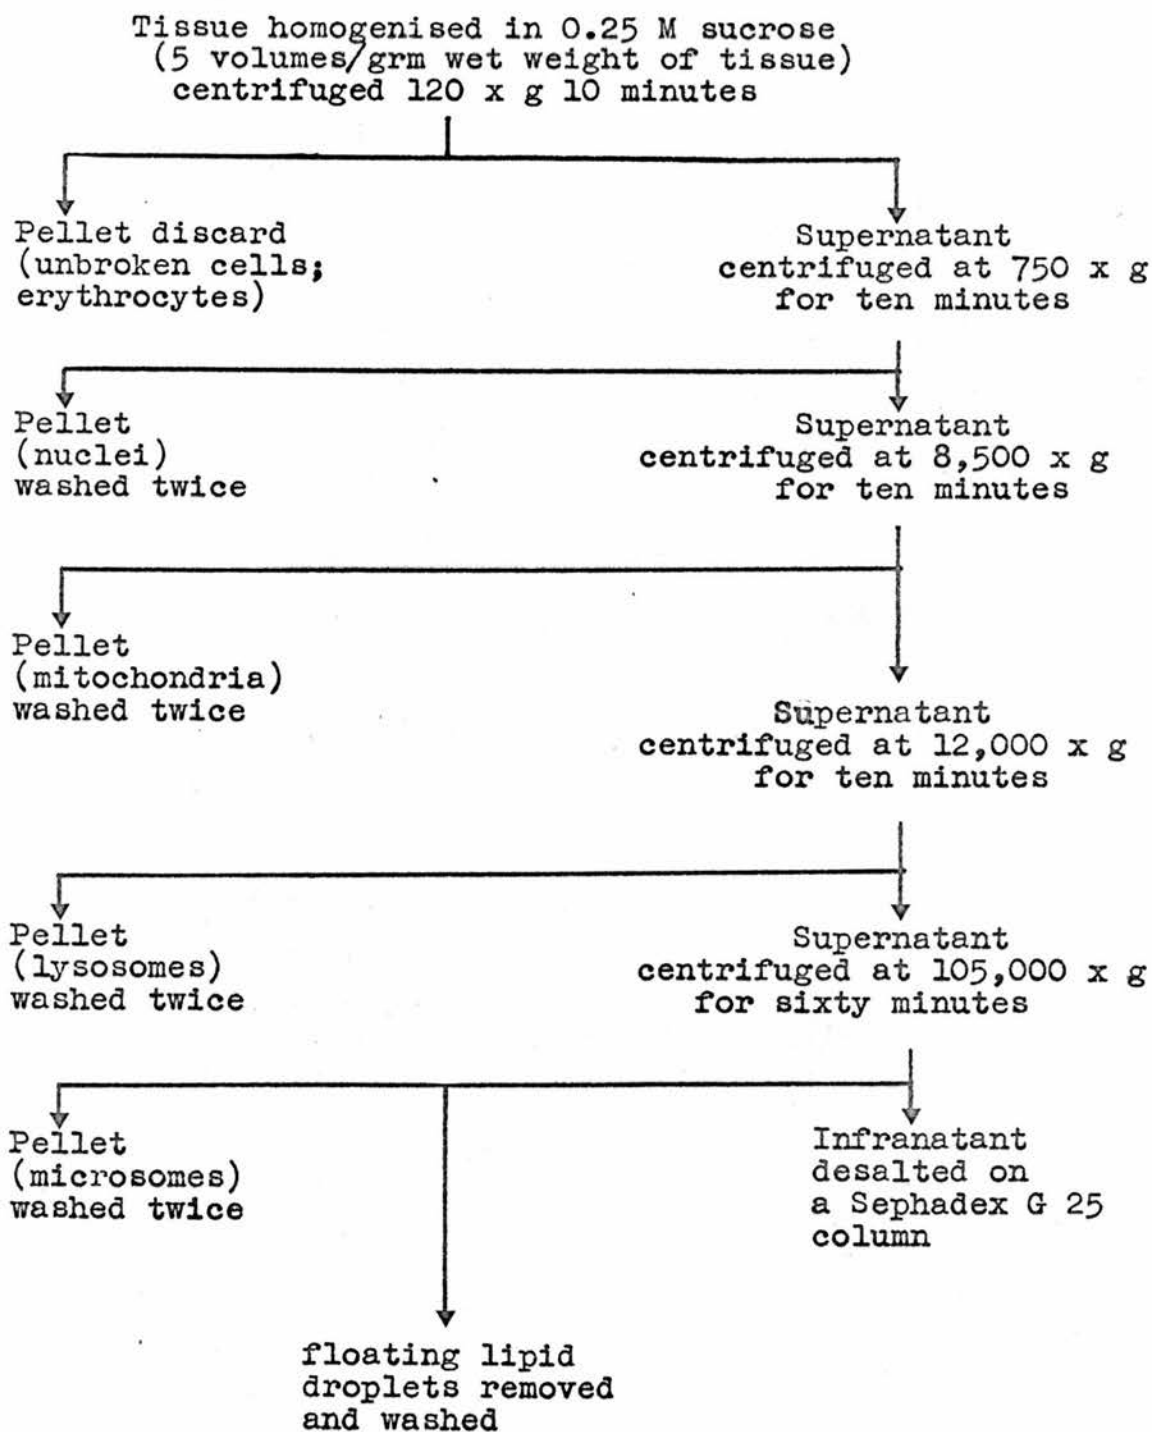 Tissue homogenised in 0.25 M sucrose
(5 volumes/grm wet weight of tissue)
centrifuged 120 x g 10 minutes
Pellet discard
(unbroken cells;
erythrocytes)
Supernatant
centrifuged at 750 x g
for ten minutes
Pellet
(nuclei)
washed twice
Supernatant
centrifuged at 8,500 x g
for ten minutes
Pellet
(mitochondria)
washed twice
Supernatant
centrifuged at 12,000 x g
for ten minutes
Pellet
(lysosomes)
washed twice
Supernatant
centrifuged at 105,000 x g
for sixty minutes
Pellet
(microsomes)
washed twice
Infranatant
desalted on
a Sephadex G 25
column
floating lipid
droplets removed
and washed